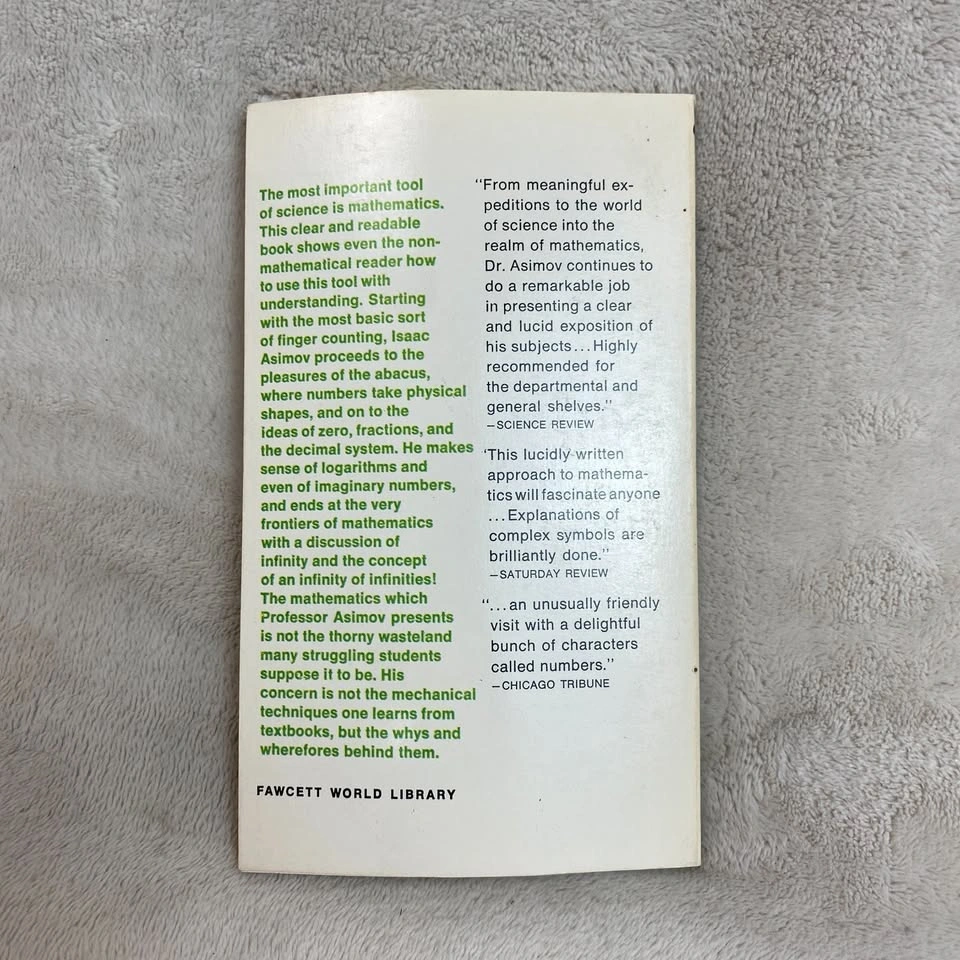 The most important tool
of science is mathematics.
This clear and readable
book shows even the non-
mathematical reader how
to use this tool with
understanding. Starting
with the most basic sort
of finger counting, Isaac
Asimov proceeds to the
pleasures of the abacus,
where numbers take physical
shapes, and on to the
ideas of zero, fractions, and
the decimal system. He makes
sense of logarithms and
even of imaginary numbers,
and ends at the very
frontiers of mathematics
with a discussion of
infinity and the concept
of an infinity of infinities!
The mathematics which
Professor Asimov presents
is not the thorny wasteland
many struggling students
suppose it to be. His
concern is not the mechanical
techniques one learns from
textbooks, but the whys and
wherefores behind them.
FAWCETT WORLD LIBRARY
“From meaningful ex-
peditions to the world
of science into the
realm of mathematics,
Dr. Asimov continues to
do a remarkable job
in presenting a clear
and lucid exposition of
his subjects...Highly
recommended for
the departmental and
general shelves.”
—SCIENCE REVIEW
‘This lucidly written
approach to mathema-
tics will fascinate anyone
...Explanations of
complex symbols are
brilliantly done.”
—SATURDAY REVIEW
“...an unusually friendly
visit with a delightful
bunch of characters
called numbers.”
—CHICAGO TRIBUNE